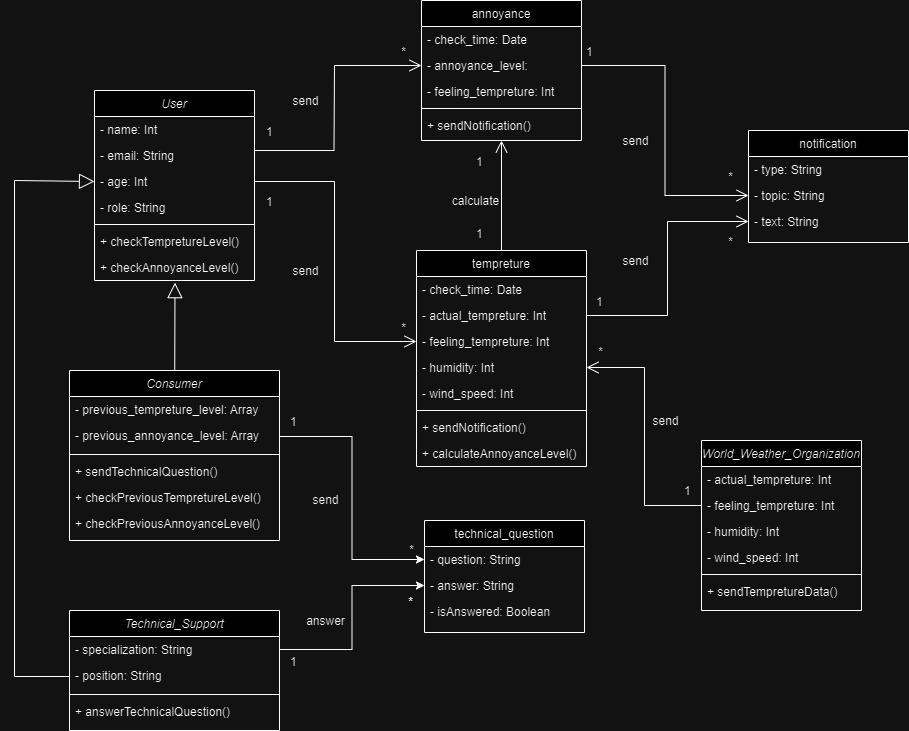 annoyance
- check_time: Date
- annoyance_level:
- feeling_tempreture: Int
+ sendNotification()
User
- name: Int
- email: String
- age: Int
- role: String
+ checkTempretureLevel()
+ checkAnnoyanceLevel()
notification
- type: String
- topic: String
- text: String
tempreture
- check_time: Date
- actual_tempreture: Int
- feeling_tempreture: Int
- humidity: Int
- wind_speed: Int
+ sendNotification()
+ calculateAnnoyanceLevel()
Consumer
- previous_tempreture_level: Array
- previous_annoyance_level: Array
+ sendTechnicalQuestion()
+ checkPreviousTempretureLevel()
+ checkPreviousAnnoyanceLevel()
World_Weather_Organization
- actual_tempreture: Int
- feeling_tempreture: Int
- humidity: Int
- wind_speed: Int
+ sendTempretureData()
technical_question
- question: String
- answer: String
- isAnswered: Boolean
Technical_Support
- specialization: String
- position: String
+ answerTechnicalQuestion()
1
send
*
1
send
*
1
send
*
1
calculate
1
1
send
*
1
send
*
1
send
*
1
answer
*